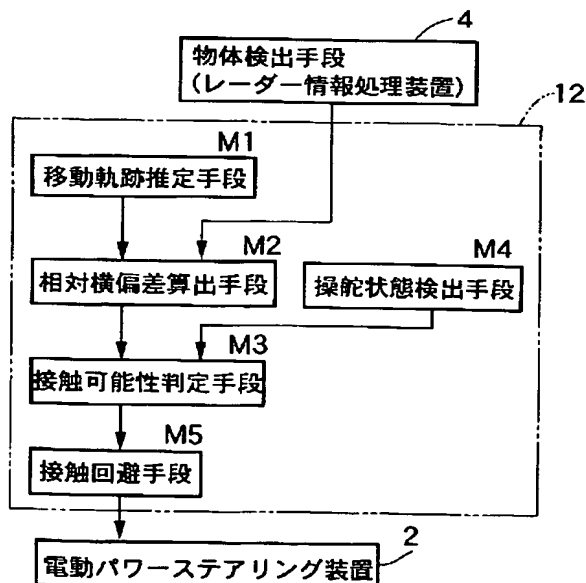 4
物体検出手段
(レーダー情報処理装置)
12
M1
移動軌跡推定手段
M2
相対横偏差算出手段
M4
操舵状態検出手段
M3
接触可能性判定手段
M5
接触回避手段
2
電動パワーステアリング装置